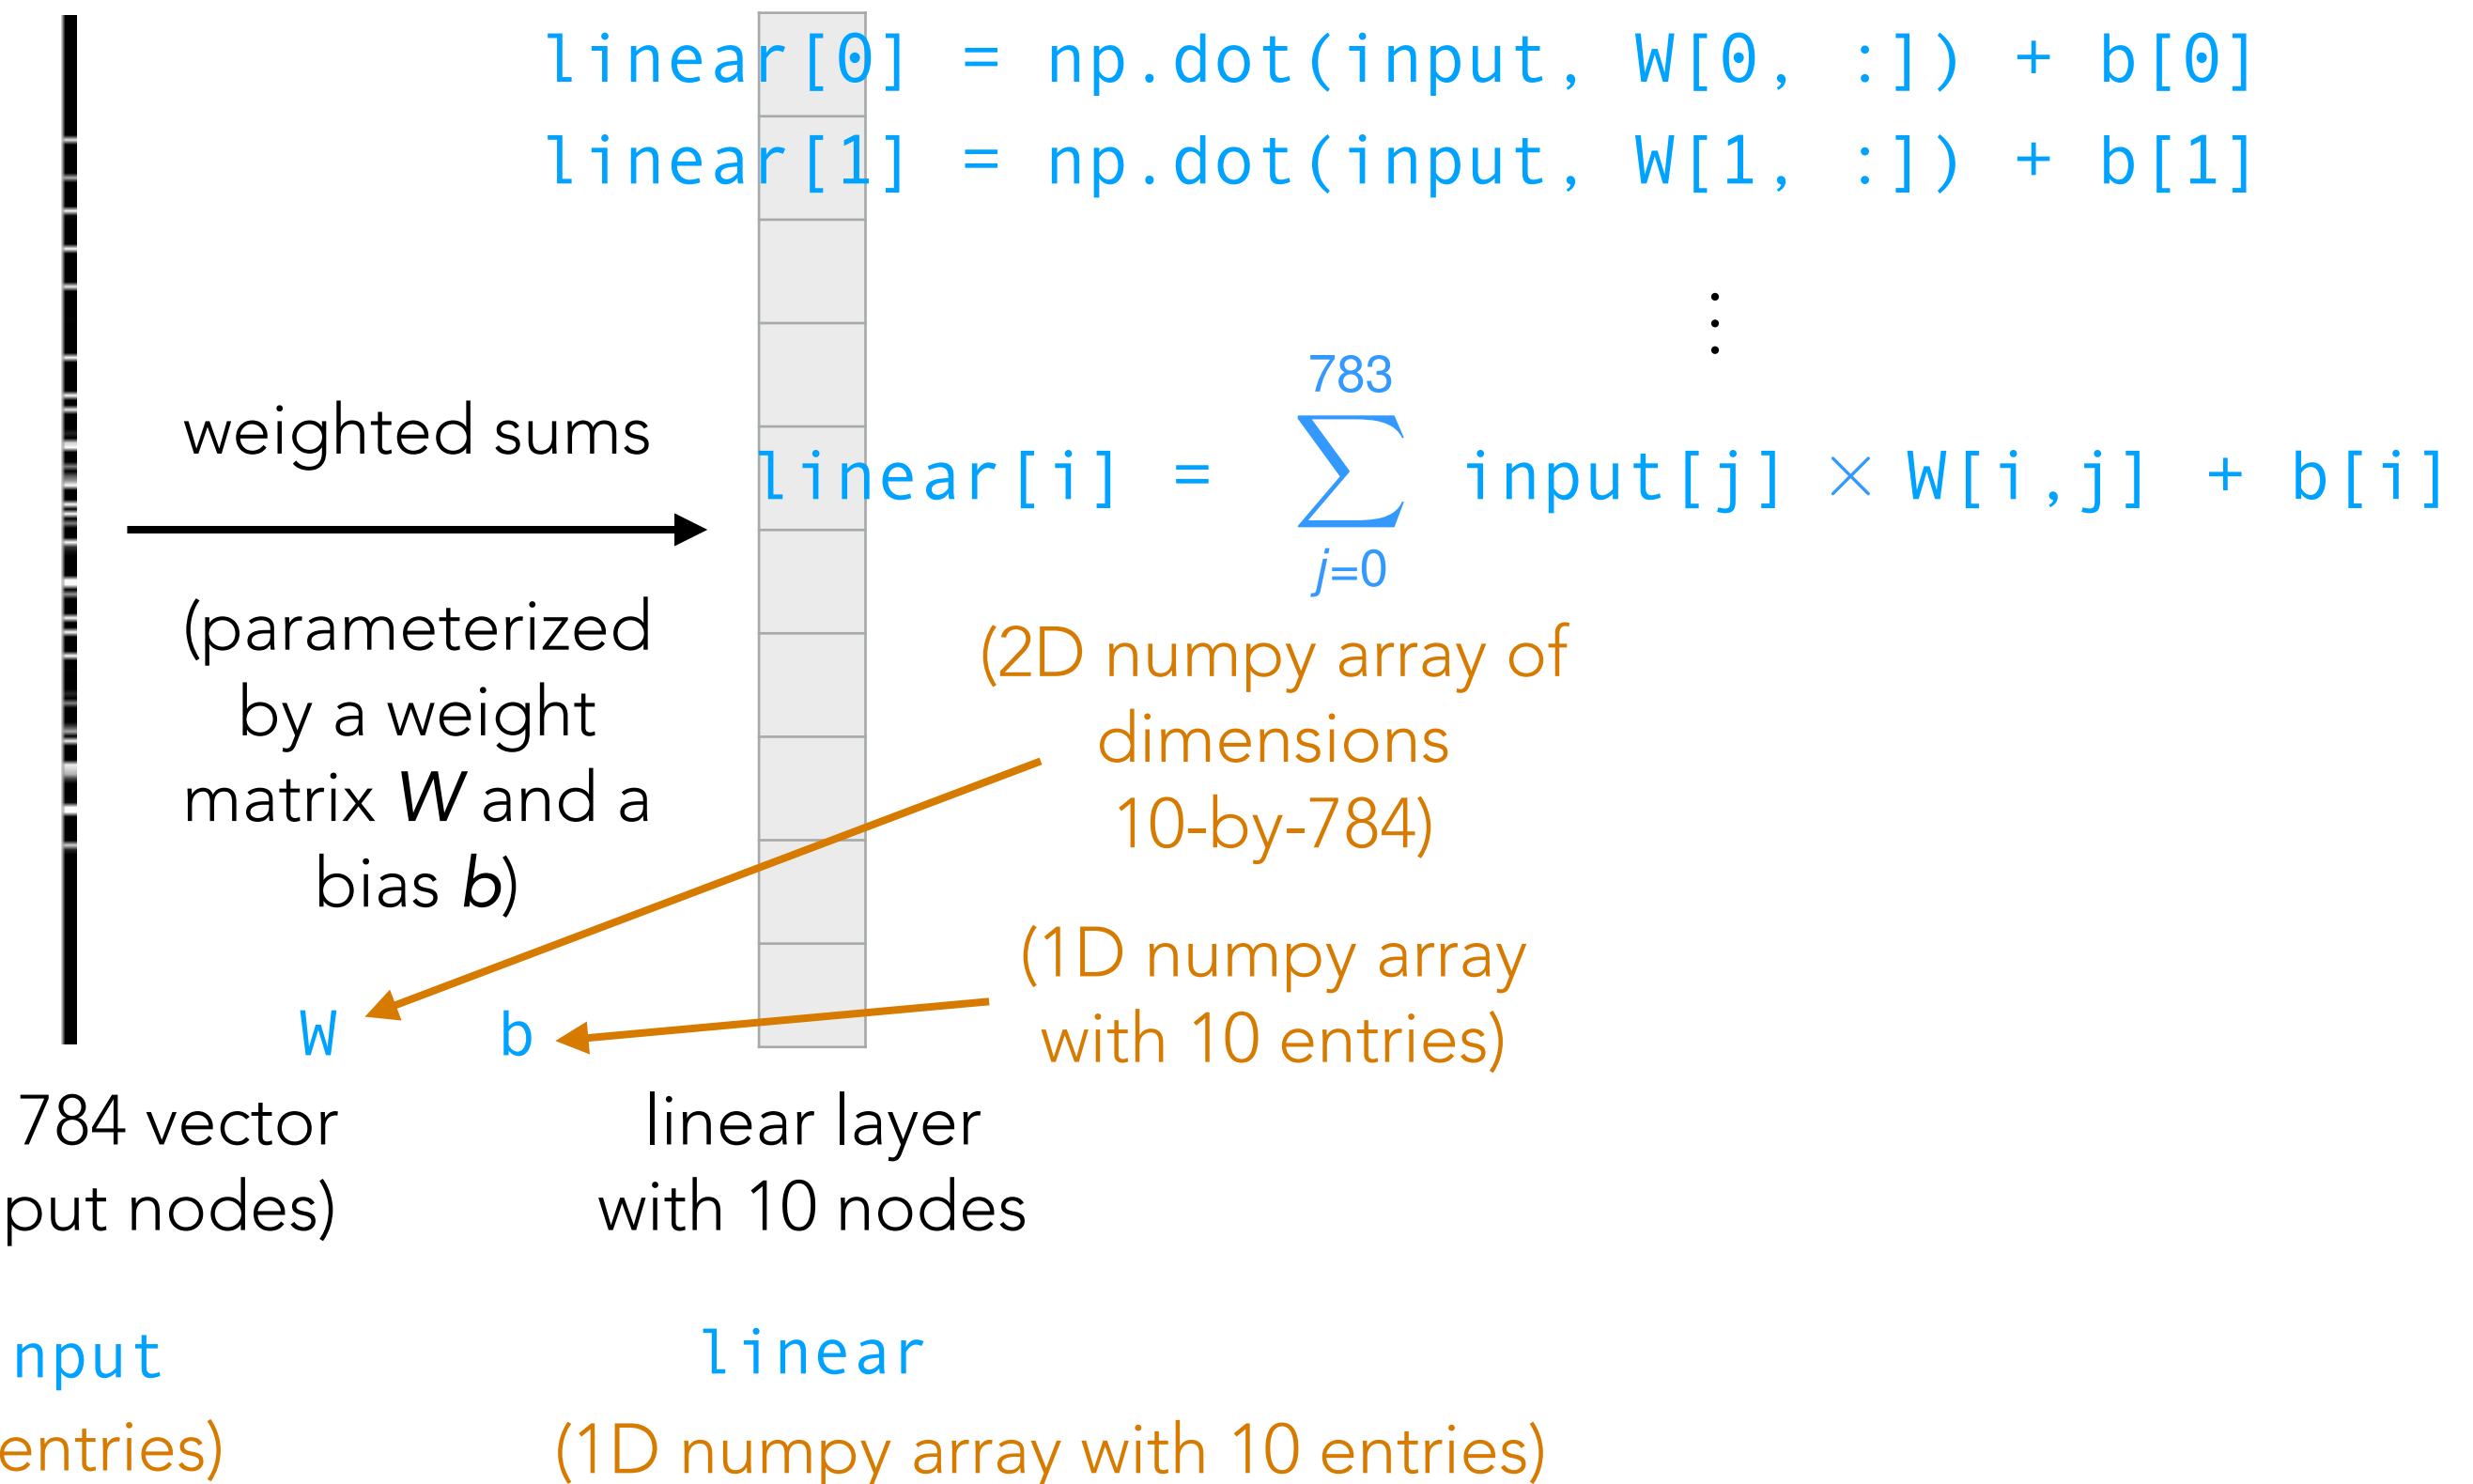 linear[0] = np.dot(input, W[0, :]) + b[0]
linear[1] = np.dot(input, W[1, :]) + b[1]
⋮
weighted sums
(parameterized
by a weight
matrix W and a
bias b)
783
linear[i] = ∑ input[j] × W[i,j] + b[i]
j=0
(2D numpy array of
dimensions
10-by-784)
(1D numpy array
with 10 entries)
W b
784 vector
put nodes)
linear layer
with 10 nodes
nput
entries)
linear
(1D numpy array with 10 entries)